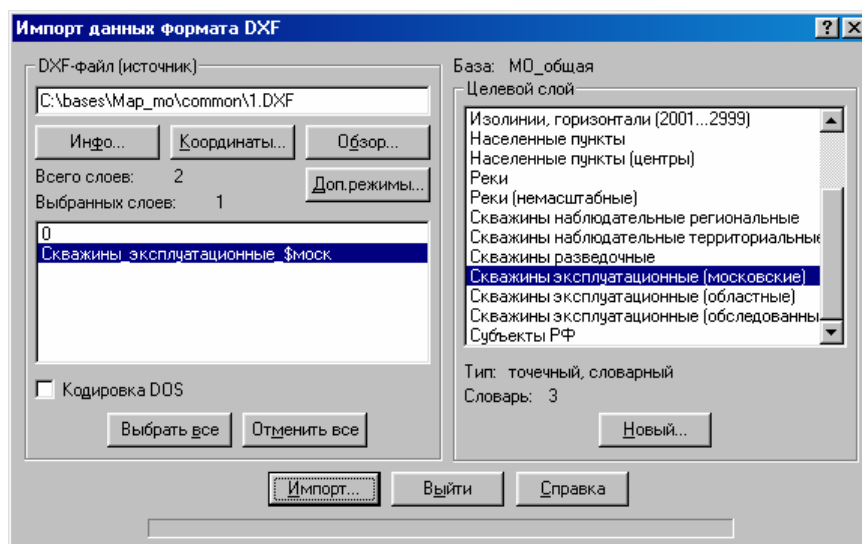 Импорт данных формата DXF
DXF-файл (источник)
C:\bases\Map_mo\common\1.DXF
Инфо...
Координаты...
Обзор...
Всего слоев: 2
Выбранных слоев: 1
Доп.режимы...
0
Скважины_эксплуатационные_$моск
Кодировка DOS
Выбрать все
Отменить все
База: МО_общая
Целевой слой
Изолинии, горизонтали (2001...2999)
Населенные пункты
Населенные пункты (центры)
Реки
Реки (немасштабные)
Скважины наблюдательные региональные
Скважины наблюдательные территориальные
Скважины разведочные
Скважины эксплуатационные (московские)
Скважины эксплуатационные (областные)
Скважины эксплуатационные (обследованны
Субъекты РФ
Тип: точечный, словарный
Словарь: 3
Новый...
Импорт...
Выйти
Справка